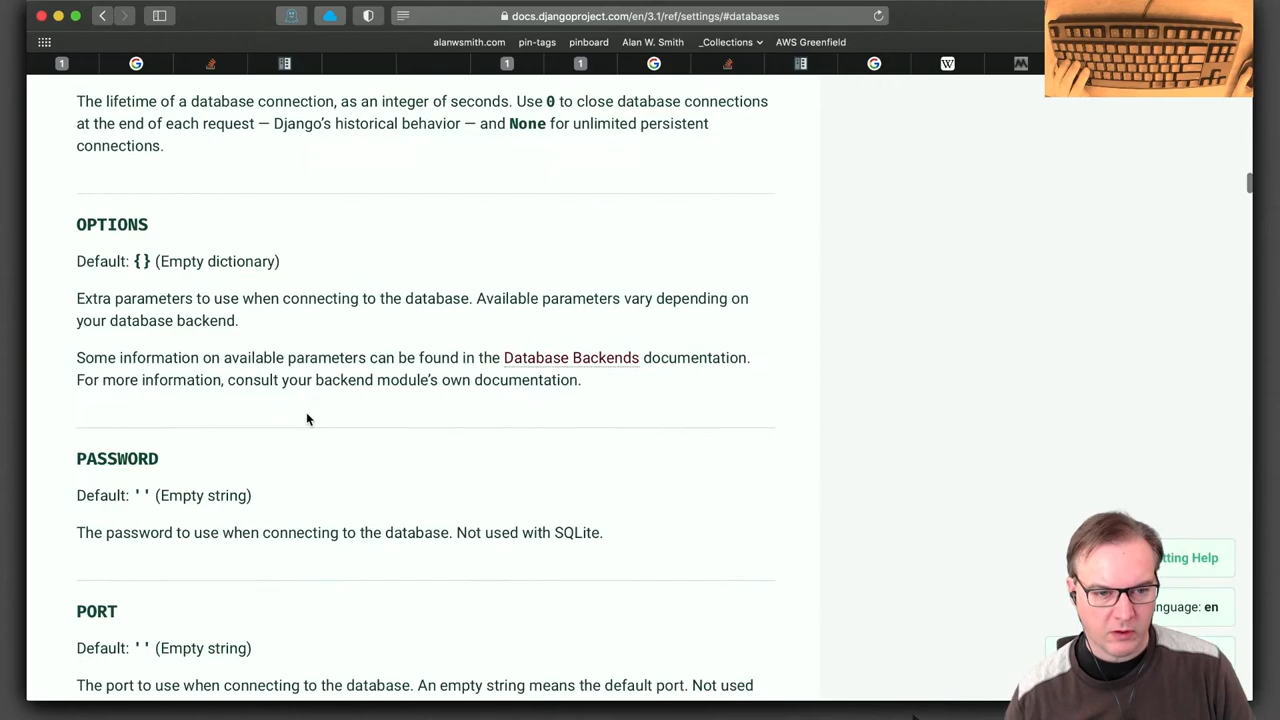 docs.djangoproject.com/en/3.1/ref/settings/#databases
alanwsmith.com pin-tags pinboard Alan W. Smith _Collections AWS Greenfield
1 G 1 1 G G W
The lifetime of a database connection, as an integer of seconds. Use 0 to close database connections
at the end of each request — Django’s historical behavior — and None for unlimited persistent
connections.
OPTIONS
Default: {} (Empty dictionary)
Extra parameters to use when connecting to the database. Available parameters vary depending on
your database backend.
Some information on available parameters can be found in the Database Backends documentation.
For more information, consult your backend module’s own documentation.
PASSWORD
Default: '' (Empty string)
The password to use when connecting to the database. Not used with SQLite.
PORT
Default: '' (Empty string)
The port to use when connecting to the database. An empty string means the default port. Not used
tting Help
nguage: en